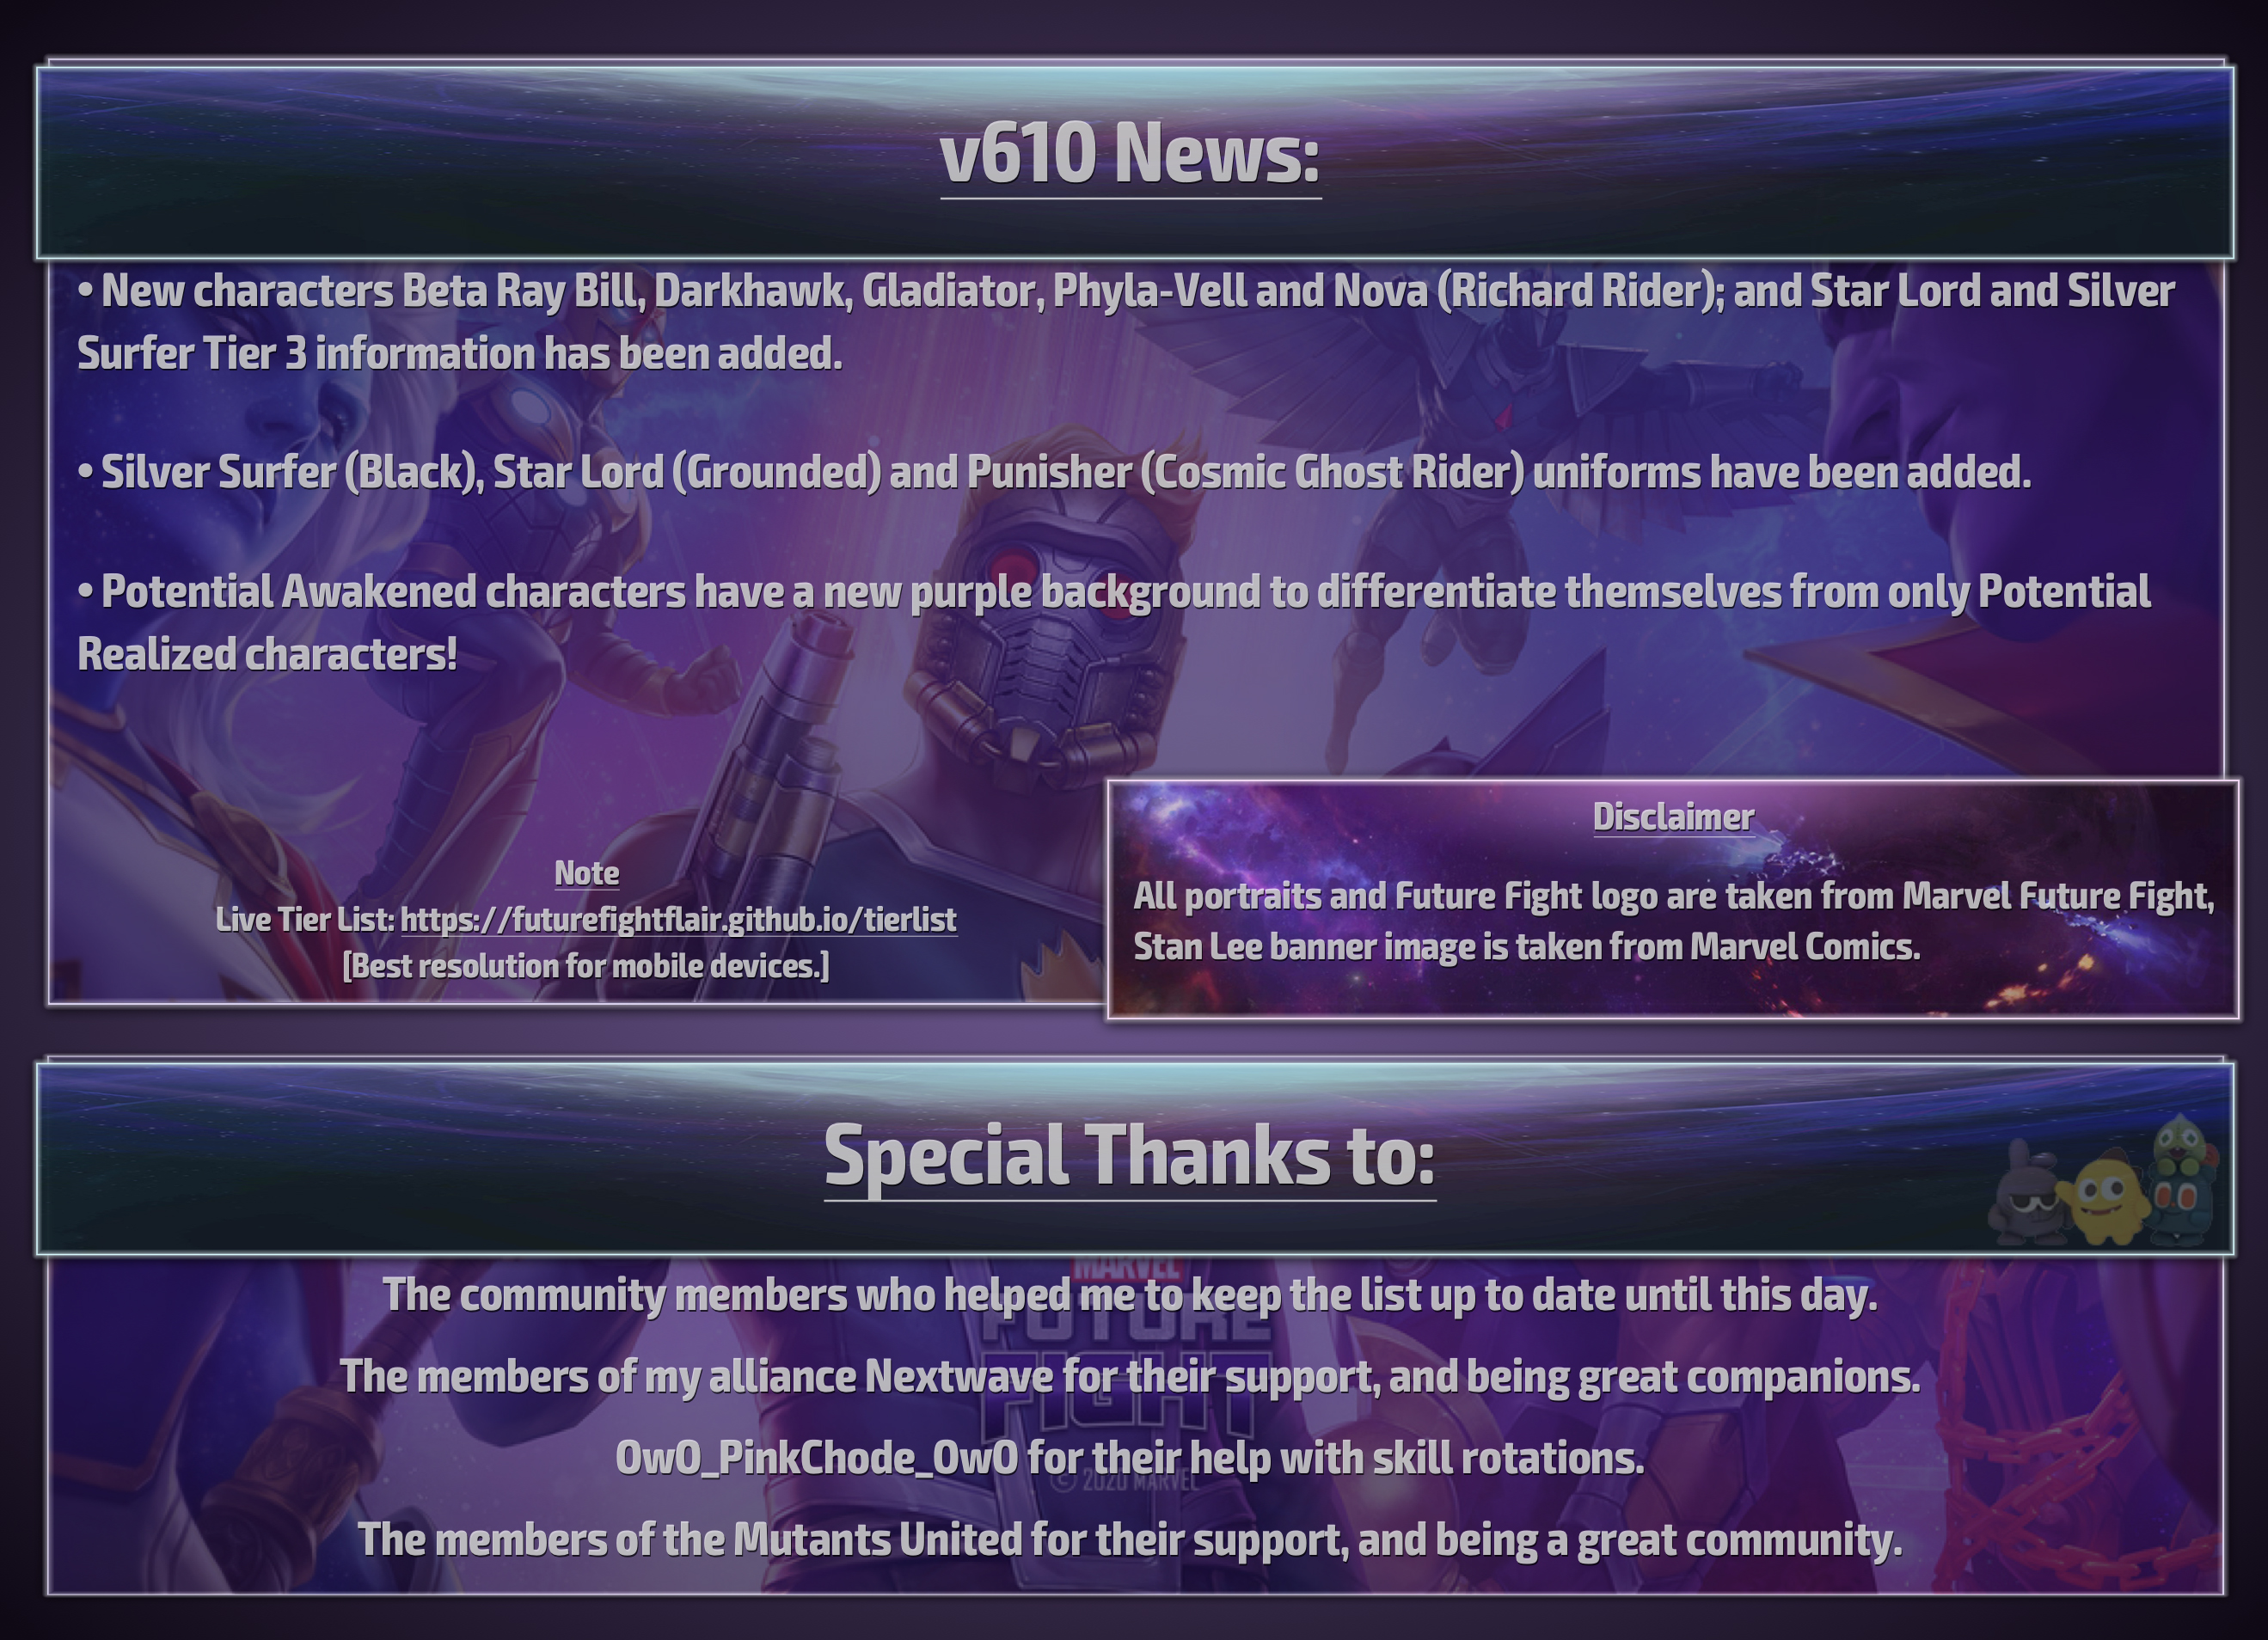 v610 News:
• New characters Beta Ray Bill, Darkhawk, Gladiator, Phyla-Vell and Nova (Richard Rider); and Star Lord and Silver
Surfer Tier 3 information has been added.
• Silver Surfer (Black), Star Lord (Grounded) and Punisher (Cosmic Ghost Rider) uniforms have been added.
• Potential Awakened characters have a new purple background to differentiate themselves from only Potential
Realized characters!
Note
Live Tier List: https://futurefightflair.github.io/tierlist
[Best resolution for mobile devices.]
Disclaimer
All portraits and Future Fight logo are taken from Marvel Future Fight,
Stan Lee banner image is taken from Marvel Comics.
Special Thanks to:
The community members who helped me to keep the list up to date until this day.
The members of my alliance Nextwave for their support, and being great companions.
OwO_PinkChode_OwO for their help with skill rotations.
The members of the Mutants United for their support, and being a great community.
MARVEL
FUTURE
FIGHT
© 2020 MARVEL